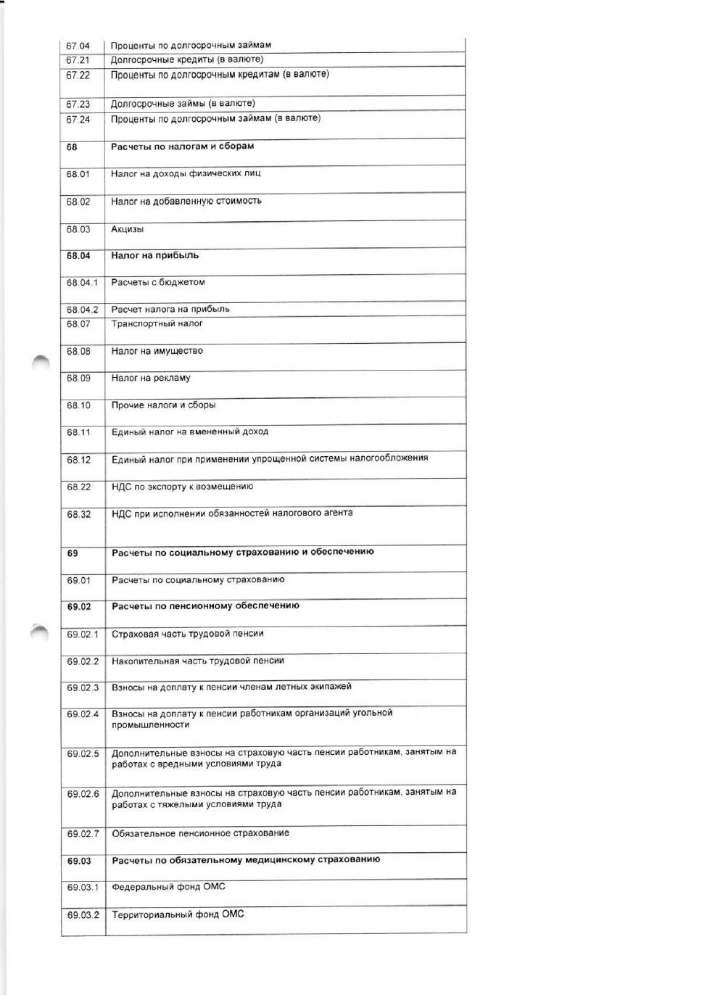 67.04 Проценты по долгосрочным займам
67.21 Долгосрочные кредиты (в валюте)
67.22 Проценты по долгосрочным кредитам (в валюте)
67.23 Долгосрочные займы (в валюте)
67.24 Проценты по долгосрочным займам (в валюте)
68 Расчеты по налогам и сборам
68.01 Налог на доходы физических лиц
68.02 Налог на добавленную стоимость
68.03 Акцизы
68.04 Налог на прибыль
68.04.1 Расчеты с бюджетом
68.04.2 Расчет налога на прибыль
68.07 Транспортный налог
68.08 Налог на имущество
68.09 Налог на рекламу
68.10 Прочие налоги и сборы
68.11 Единый налог на вмененный доход
68.12 Единый налог при применении упрощенной системы налогообложения
68.22 НДС по экспорту к возмещению
68.32 НДС при исполнении обязанностей налогового агента
69 Расчеты по социальному страхованию и обеспечению
69.01 Расчеты по социальному страхованию
69.02 Расчеты по пенсионному обеспечению
69.02.1 Страховая часть трудовой пенсии
69.02.2 Накопительная часть трудовой пенсии
69.02.3 Взносы на доплату к пенсии членам летных экипажей
69.02.4 Взносы на доплату к пенсии работникам организаций угольной
промышленности
69.02.5 Дополнительные взносы на страховую часть пенсии работникам, занятым на
работах с вредными условиями труда
69.02.6 Дополнительные взносы на страховую часть пенсии работникам, занятым на
работах с тяжелыми условиями труда
69.02.7 Обязательное пенсионное страхование
69.03 Расчеты по обязательному медицинскому страхованию
69.03.1 Федеральный фонд ОМС
69.03.2 Территориальный фонд ОМС